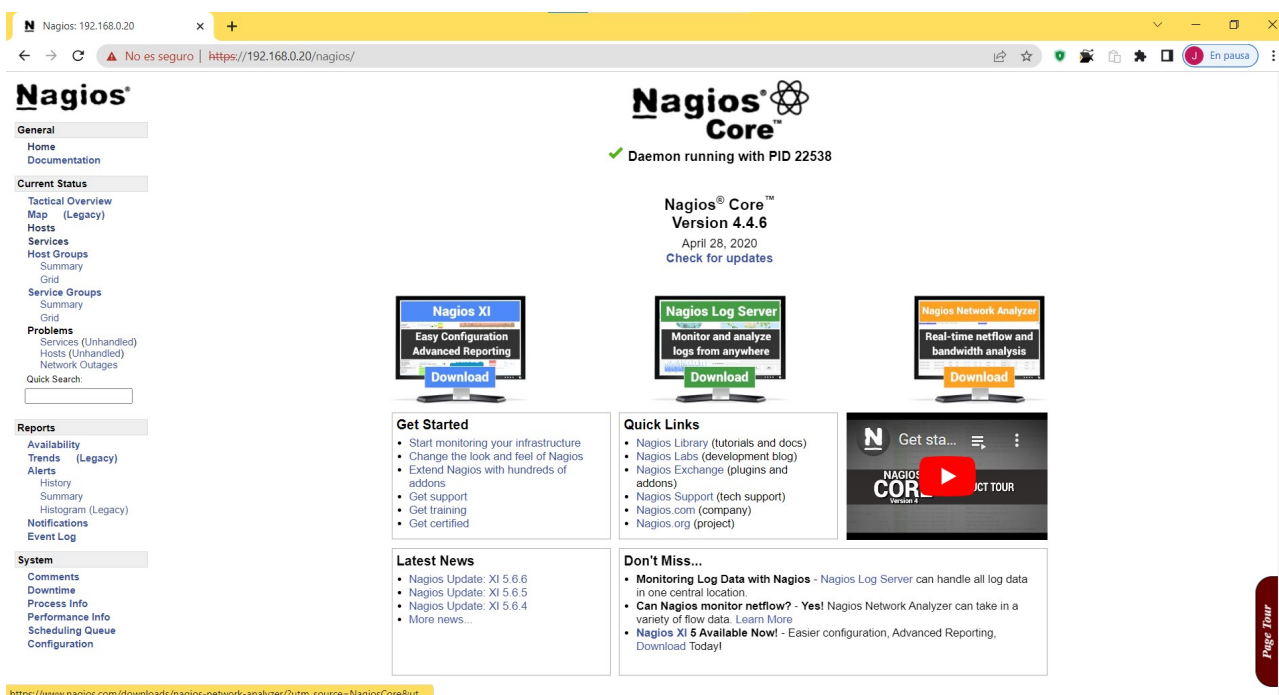 Nagios: 192.168.0.20
No es seguro | https://192.168.0.20/nagios/
J En pausa
Nagios®
General
Home
Documentation
Current Status
Tactical Overview
Map (Legacy)
Hosts
Services
Host Groups
Summary
Grid
Service Groups
Summary
Grid
Problems
Services (Unhandled)
Hosts (Unhandled)
Network Outages
Quick Search:
Reports
Availability
Trends (Legacy)
Alerts
History
Summary
Histogram (Legacy)
Notifications
Event Log
System
Comments
Downtime
Process Info
Performance Info
Scheduling Queue
Configuration
Nagios®
Core™
Daemon running with PID 22538
Nagios® Core™
Version 4.4.6
April 28, 2020
Check for updates
Nagios XI
Easy Configuration
Advanced Reporting
Download
Nagios Log Server
Monitor and analyze
logs from anywhere
Download
Nagios Network Analyzer
Real-time netflow and
bandwidth analysis
Download
Get Started
• Start monitoring your infrastructure
• Change the look and feel of Nagios
• Extend Nagios with hundreds of
addons
• Get support
• Get training
• Get certified
Quick Links
• Nagios Library (tutorials and docs)
• Nagios Labs (development blog)
• Nagios Exchange (plugins and
addons)
• Nagios Support (tech support)
• Nagios.com (company)
• Nagios.org (project)
N Get sta...
NAGIOS
CORE
UCT TOUR
Version 4
Latest News
• Nagios Update: XI 5.6.6
• Nagios Update: XI 5.6.5
• Nagios Update: XI 5.6.4
• More news...
Don't Miss...
• Monitoring Log Data with Nagios - Nagios Log Server can handle all log data
in one central location.
• Can Nagios monitor netflow? - Yes! Nagios Network Analyzer can take in a
variety of flow data. Learn More
• Nagios XI 5 Available Now! - Easier configuration, Advanced Reporting,
Download Today!
Page Tour
https://www.nagios.com/downloads/nagios-network-analyzer/?utm_source=NagiosCore&ut...